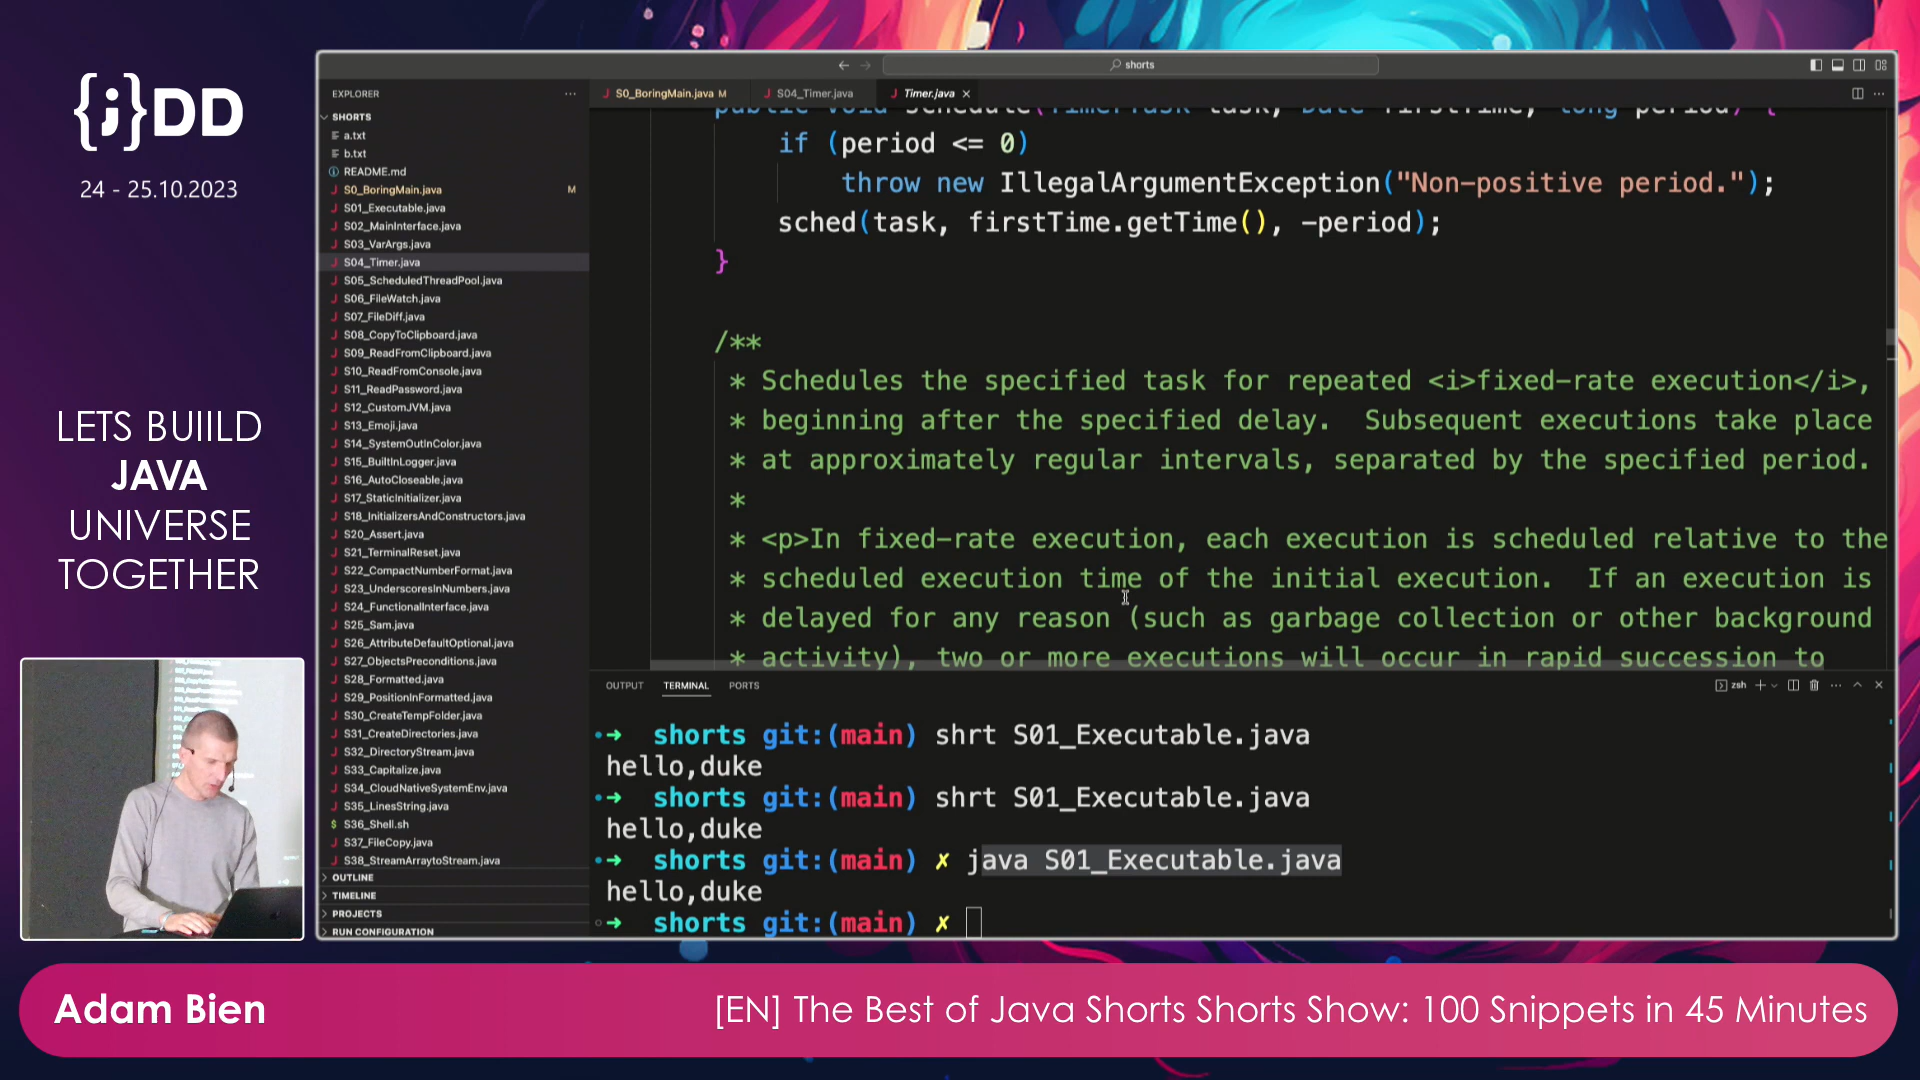 {j}DD
24 - 25.10.2023
LETS BUIILD
JAVA
UNIVERSE
TOGETHER
shorts
EXPLORER
SHORTS
a.txt
b.txt
README.md
S0_BoringMain.java M
S01_Executable.java
S02_MainInterface.java
S03_VarArgs.java
S04_Timer.java
S05_ScheduledThreadPool.java
S06_FileWatch.java
S07_FileDiff.java
S08_CopyToClipboard.java
S09_ReadFromClipboard.java
S10_ReadFromConsole.java
S11_ReadPassword.java
S12_CustomJVM.java
S13_Emoji.java
S14_SystemOutInColor.java
S15_BuiltInLogger.java
S16_AutoCloseable.java
S17_StaticInitializer.java
S18_InitializersAndConstructors.java
S20_Assert.java
S21_TerminalReset.java
S22_CompactNumberFormat.java
S23_UnderscoresInNumbers.java
S24_FunctionalInterface.java
S25_Sam.java
S26_AttributeDefaultOptional.java
S27_ObjectsPreconditions.java
S28_Formatted.java
S29_PositionInFormatted.java
S30_CreateTempFolder.java
S31_CreateDirectories.java
S32_DirectoryStream.java
S33_Capitalize.java
S34_CloudNativeSystemEnv.java
S35_LinesString.java
S36_Shell.sh
S37_FileCopy.java
S38_StreamArraytoStream.java
OUTLINE
TIMELINE
PROJECTS
RUN CONFIGURATION
S0_BoringMain.java M S04_Timer.java Timer.java
public void schedule(TimerTask task, Date firstTime, long period) {
if (period <= 0)
throw new IllegalArgumentException("Non-positive period.");
sched(task, firstTime.getTime(), -period);
}
/**
* Schedules the specified task for repeated <i>fixed-rate execution</i>,
* beginning after the specified delay. Subsequent executions take place
* at approximately regular intervals, separated by the specified period.
*
* <p>In fixed-rate execution, each execution is scheduled relative to the
* scheduled execution time of the initial execution. If an execution is
* delayed for any reason (such as garbage collection or other background
* activity), two or more executions will occur in rapid succession to
OUTPUT TERMINAL PORTS zsh
➜ shorts git:(main) shrt S01_Executable.java
hello,duke
➜ shorts git:(main) shrt S01_Executable.java
hello,duke
➜ shorts git:(main) ✗ java S01_Executable.java
hello,duke
➜ shorts git:(main) ✗
Adam Bien
[EN] The Best of Java Shorts Shorts Show: 100 Snippets in 45 Minutes